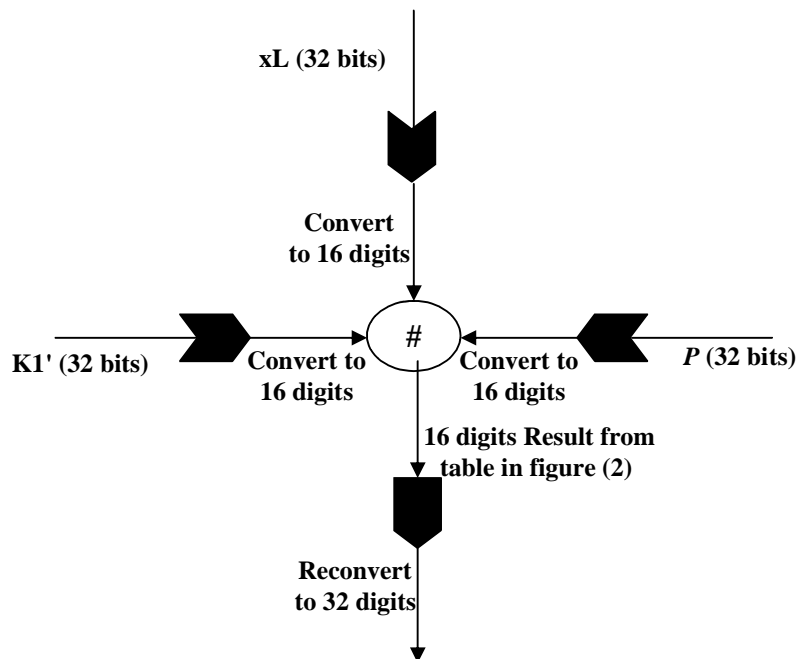 xL (32 bits)
Convert
to 16 digits
#
K1' (32 bits)
Convert to
16 digits
Convert to
16 digits
P (32 bits)
16 digits Result from
table in figure (2)
Reconvert
to 32 digits